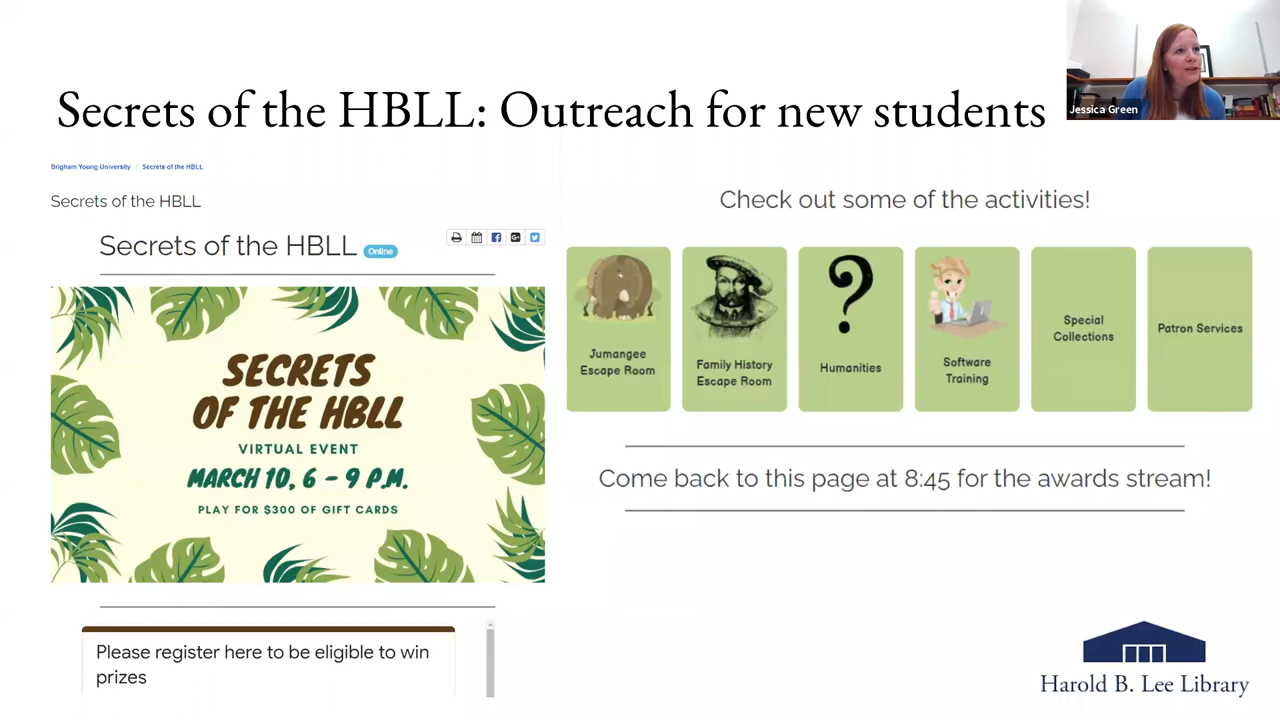 Secrets of the HBLL: Outreach for new students
Jessica Green
Brigham Young University / Secrets of the HBLL
Secrets of the HBLL
Secrets of the HBLL Online
SECRETS
OF THE HBLL
VIRTUAL EVENT
MARCH 10, 6 - 9 P.M.
PLAY FOR $300 OF GIFT CARDS
Please register here to be eligible to win
prizes
Check out some of the activities!
Jumangee
Escape Room
Family History
Escape Room
?
Humanities
Software
Training
Special
Collections
Patron Services
Come back to this page at 8:45 for the awards stream!
Harold B. Lee Library